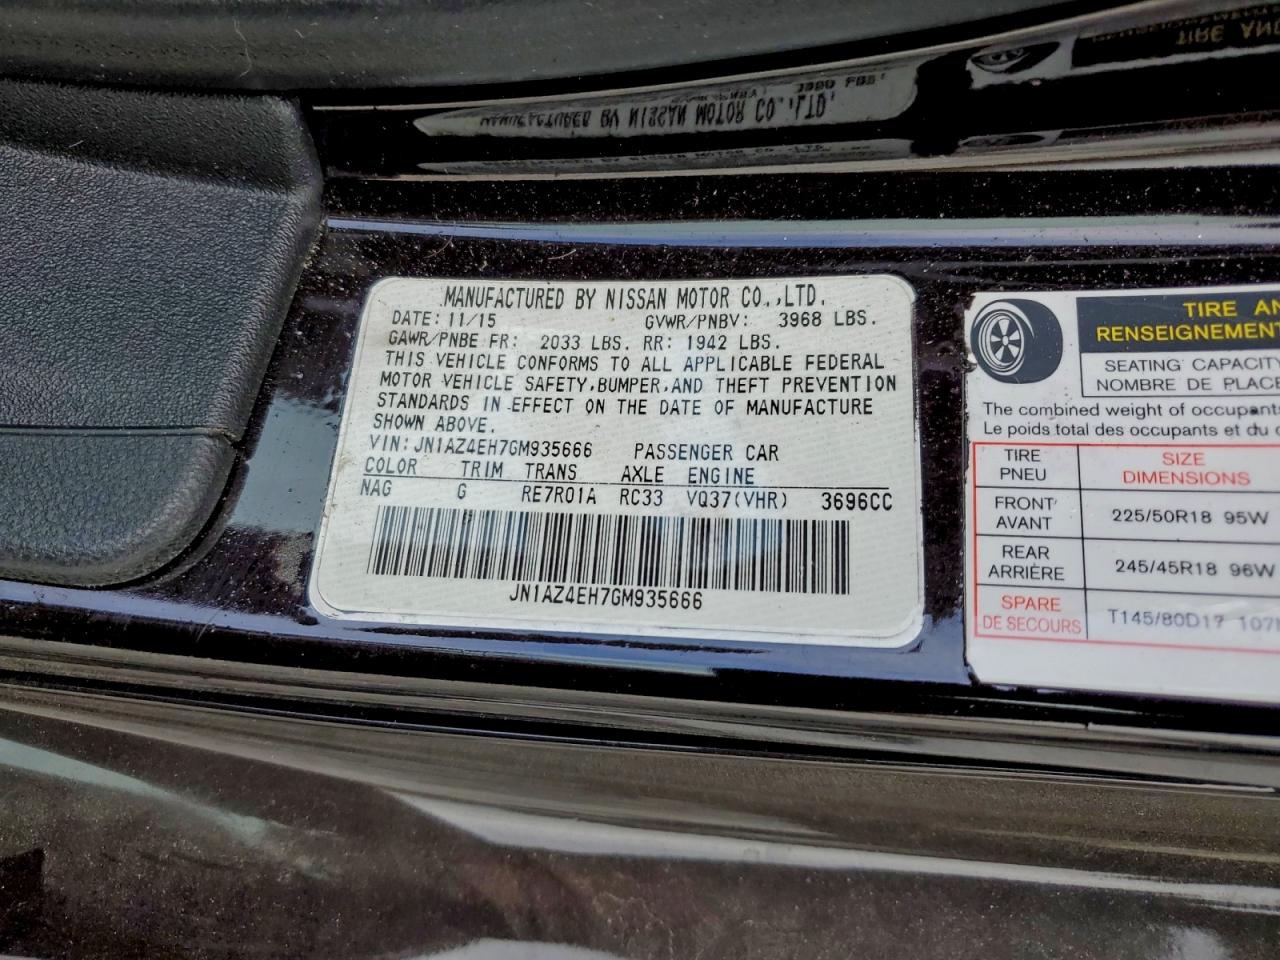 MANUFACTURED BY NISSAN MOTOR CO.,LTD.
DATE: 11/15 GVWR/PNBV: 3968 LBS.
GAWR/PNBE FR: 2033 LBS. RR: 1942 LBS.
THIS VEHICLE CONFORMS TO ALL APPLICABLE FEDERAL
MOTOR VEHICLE SAFETY,BUMPER,AND THEFT PREVENTION
STANDARDS IN EFFECT ON THE DATE OF MANUFACTURE
SHOWN ABOVE.
VIN:JN1AZ4EH7GM935666 PASSENGER CAR
COLOR TRIM TRANS AXLE ENGINE
NAG G RE7R01A RC33 VQ37(VHR) 3696CC
JN1AZ4EH7GM935666
TIRE
RENSEIGNEMENT
SEATING CAPACITY
NOMBRE DE PLACE
The combined weight of occupants
Le poids total des occupants et du
TIRE SIZE
PNEU DIMENSIONS
FRONT 225/50R18 95W
AVANT
REAR 245/45R18 96W
ARRIÈRE
SPARE T145/80D17
DE SECOURS